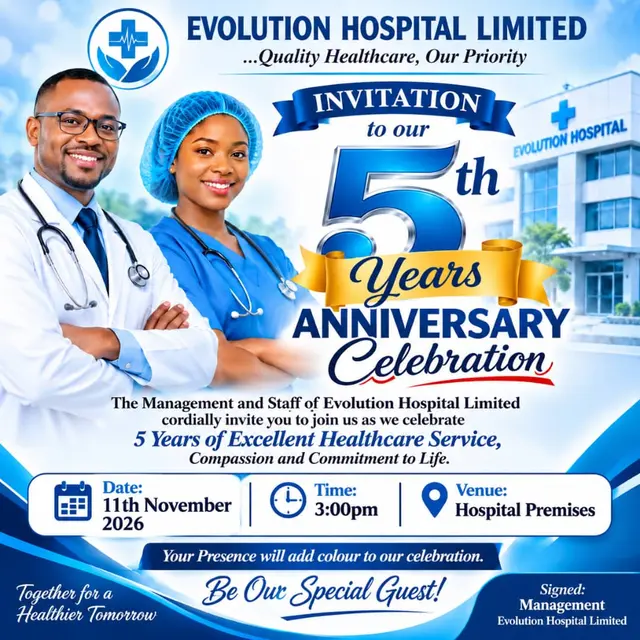 EVOLUTION HOSPITAL LIMITED
...Quality Healthcare, Our Priority
INVITATION
to our
5th
Years
ANNIVERSARY
Celebration
EVOLUTION HOSPITAL
The Management and Staff of Evolution Hospital Limited
cordially invite you to join us as we celebrate
5 Years of Excellent Healthcare Service,
Compassion and Commitment to Life.
Date:
11th November
2026
Time:
3:00pm
Venue:
Hospital Premises
Your Presence will add colour to our celebration.
Together for a
Healthier Tomorrow
Be Our Special Guest!
Signed:
Management
Evolution Hospital Limited